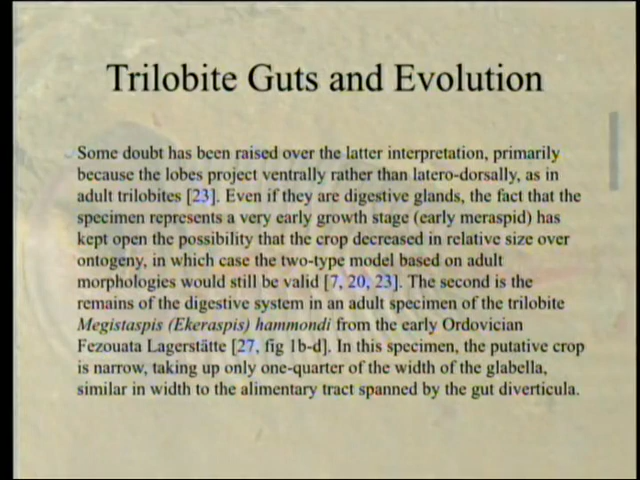 Trilobite Guts and Evolution
Some doubt has been raised over the latter interpretation, primarily
because the lobes project ventrally rather than latero-dorsally, as in
adult trilobites [23]. Even if they are digestive glands, the fact that the
specimen represents a very early growth stage (early meraspid) has
kept open the possibility that the crop decreased in relative size over
ontogeny, in which case the two-type model based on adult
morphologies would still be valid [7, 20, 23]. The second is the
remains of the digestive system in an adult specimen of the trilobite
Megistaspis (Ekeraspis) hammondi from the early Ordovician
Fezouata Lagerstätte [27, fig 1b-d]. In this specimen, the putative crop
is narrow, taking up only one-quarter of the width of the glabella,
similar in width to the alimentary tract spanned by the gut diverticula.